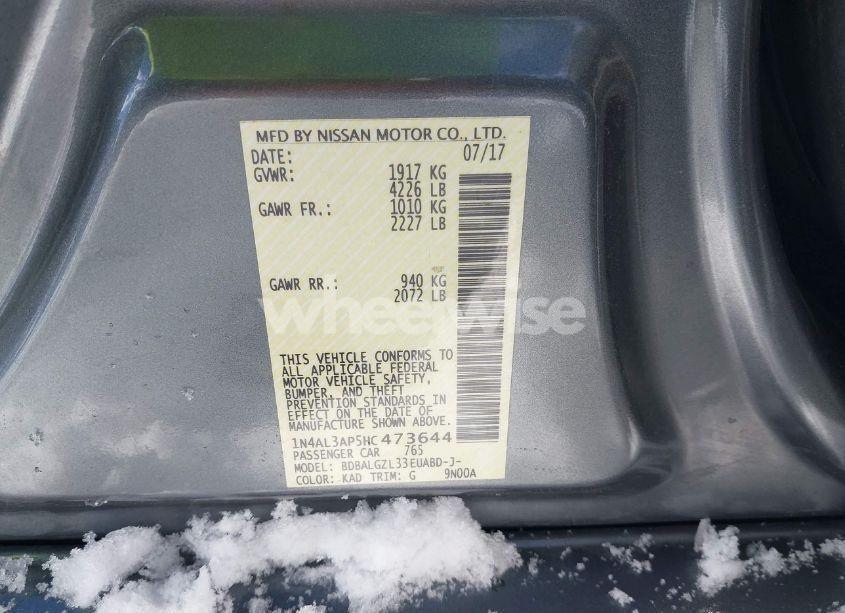 MFD BY NISSAN MOTOR CO., LTD.
DATE: 07/17
GVWR: 1917 KG
4226 LB
GAWR FR.: 1010 KG
2227 LB
GAWR RR.: 940 KG
2072 LB
wheelwise
THIS VEHICLE CONFORMS TO
ALL APPLICABLE FEDERAL
MOTOR VEHICLE SAFETY,
BUMPER, AND THEFT
PREVENTION STANDARDS IN
EFFECT ON THE DATE OF
MANUFACTURE SHOWN ABOVE.
1N4AL3AP5HC473644
PASSENGER CAR 765
MODEL: BDBALGZL33EUABD-J-
COLOR: KAD TRIM: G 9N00A